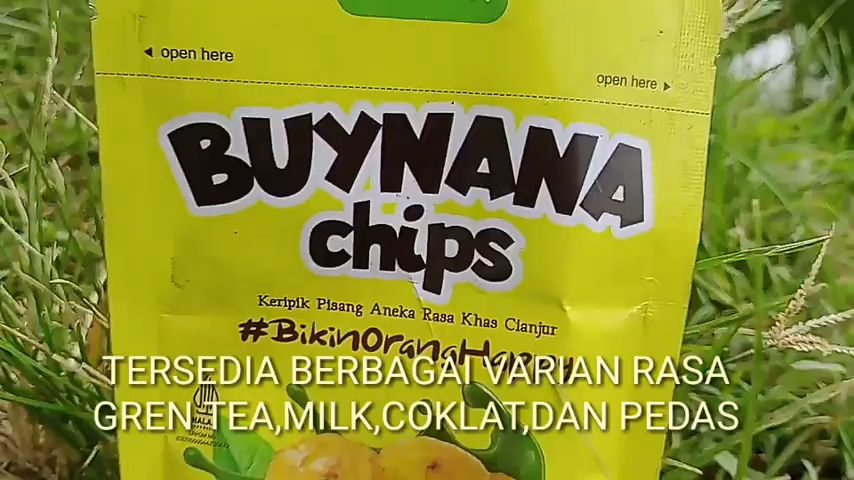 open here
open here
BUYNANA
chips
Keripik Pisang Aneka Rasa Khas Cianjur
#BikinOrangHappy
TERSEDIA BERBAGAI VARIAN RASA
GREN TEA,MILK,COKLAT,DAN PEDAS